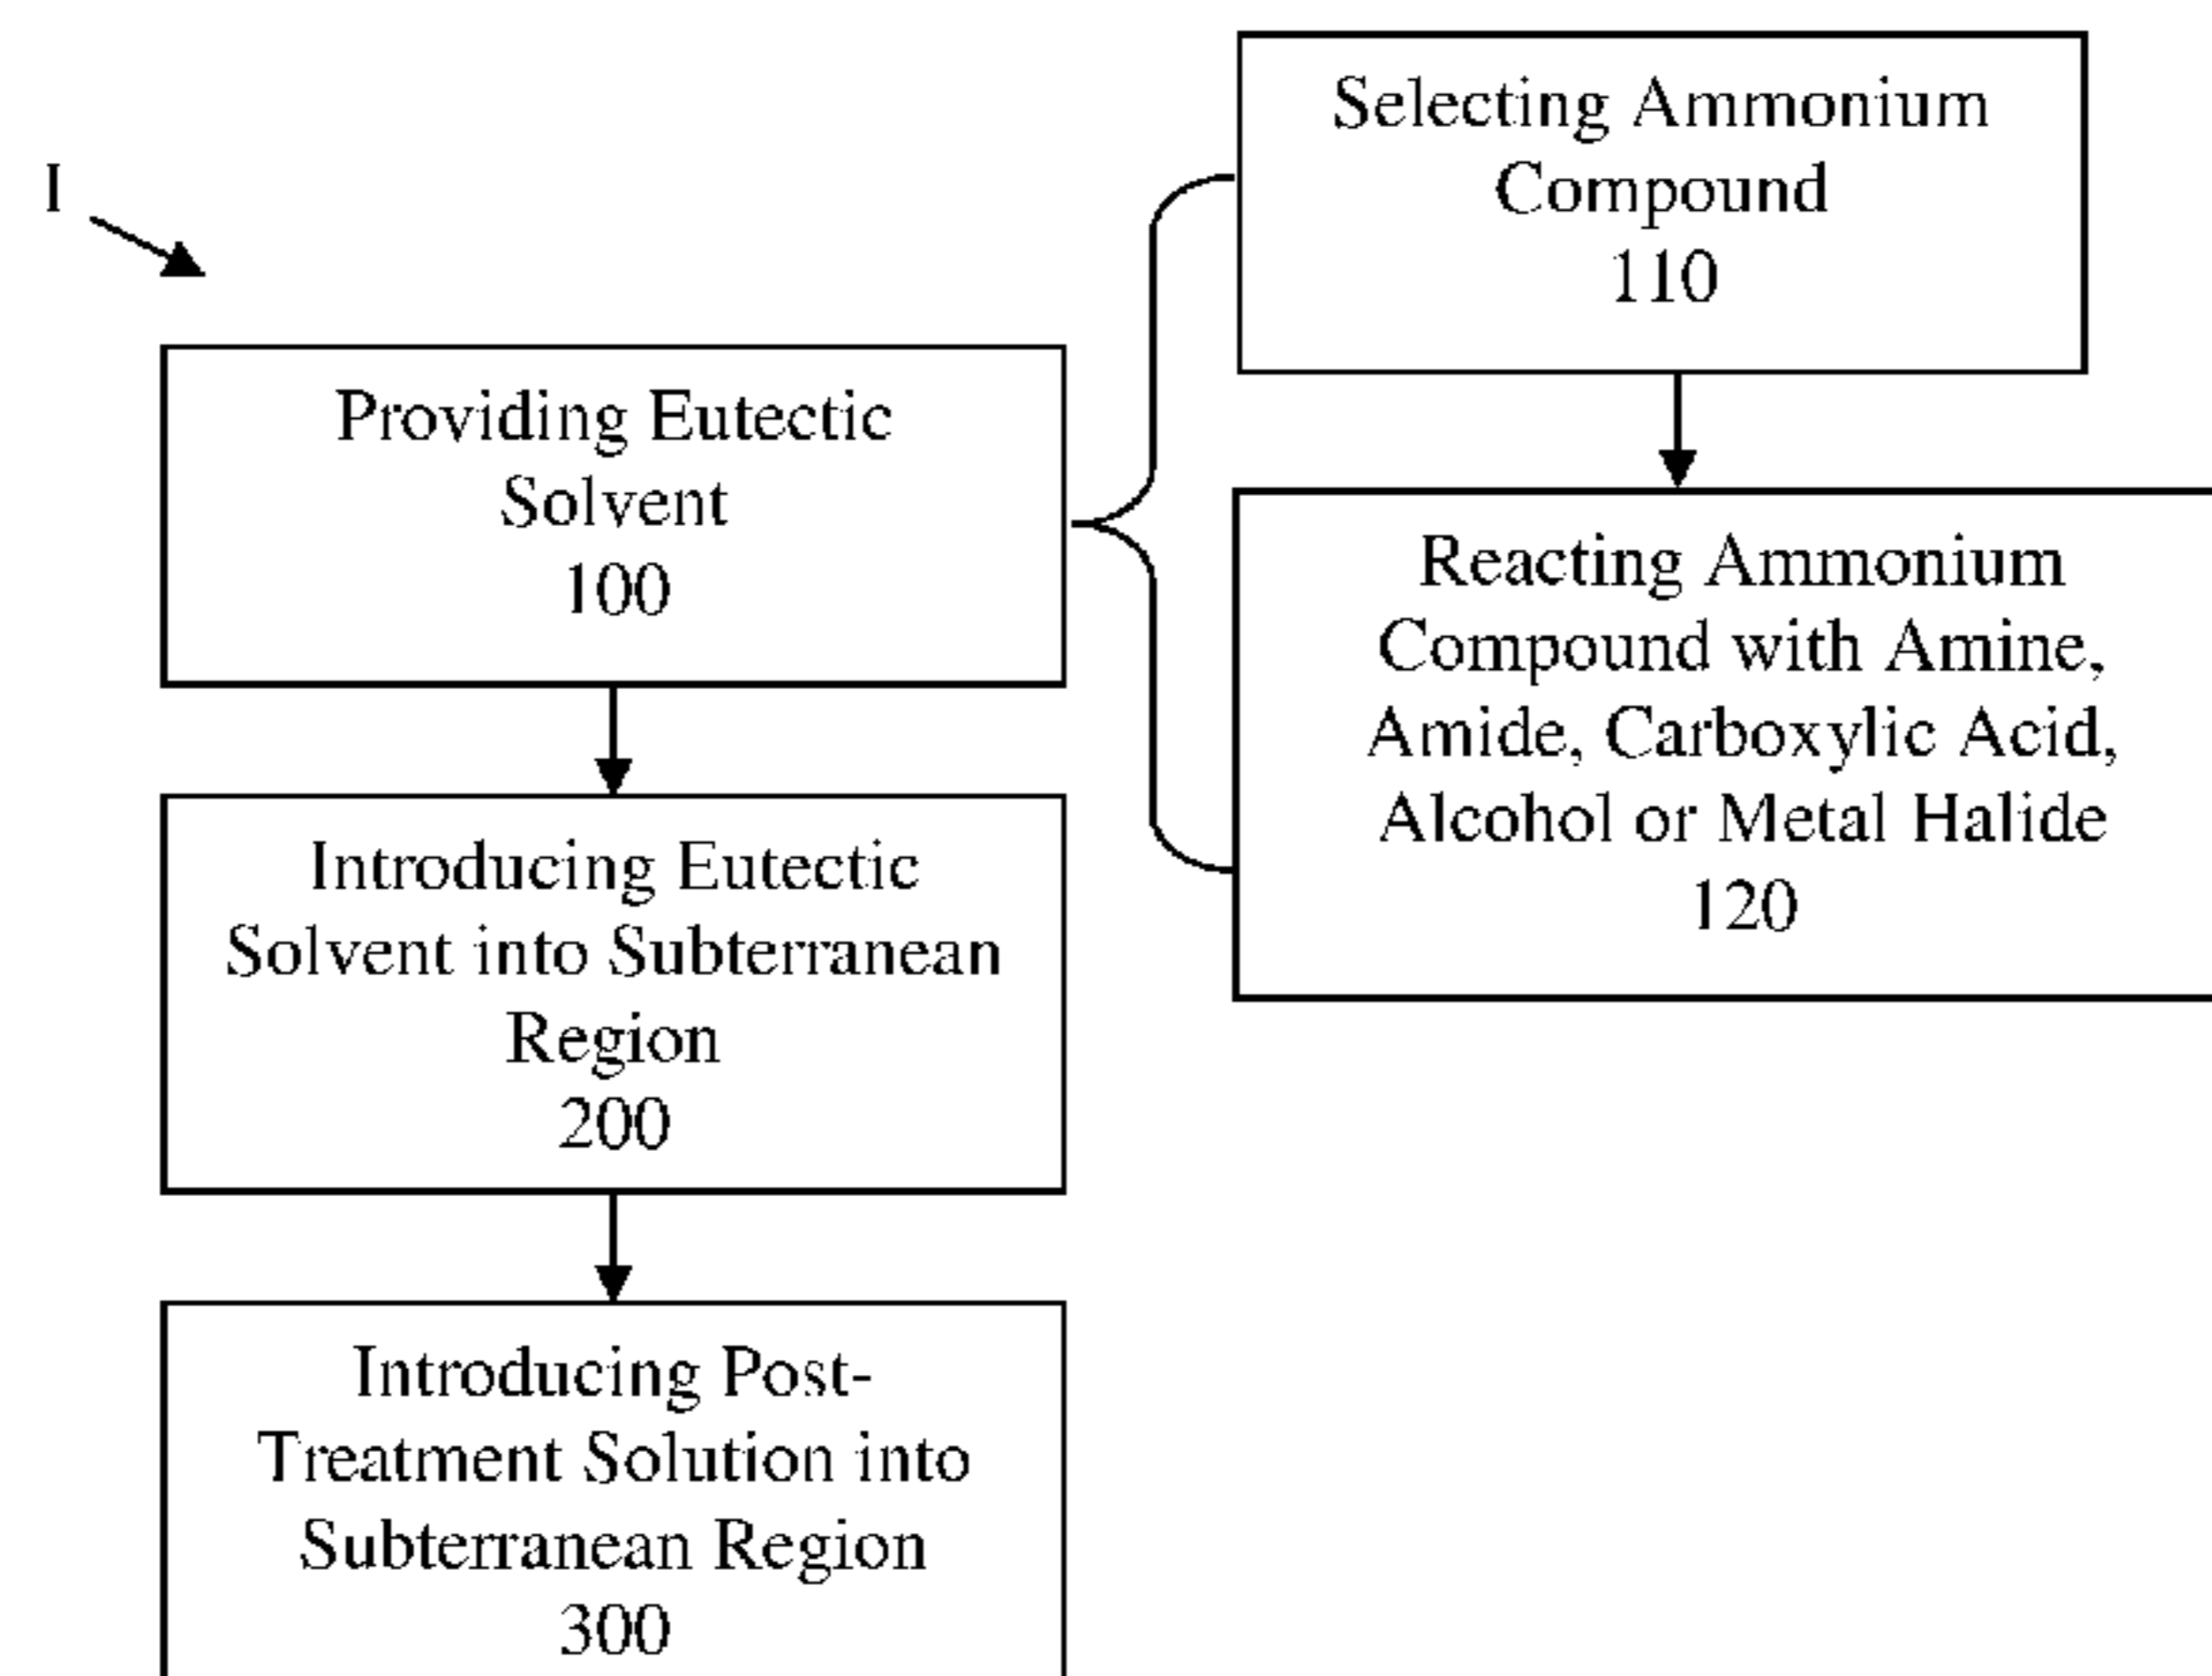 I
Providing Eutectic
Solvent
100
Introducing Eutectic
Solvent into Subterranean
Region
200
Introducing Post-
Treatment Solution into
Subterranean Region
300
Selecting Ammonium
Compound
110
Reacting Ammonium
Compound with Amine,
Amide, Carboxylic Acid,
Alcohol or Metal Halide
120